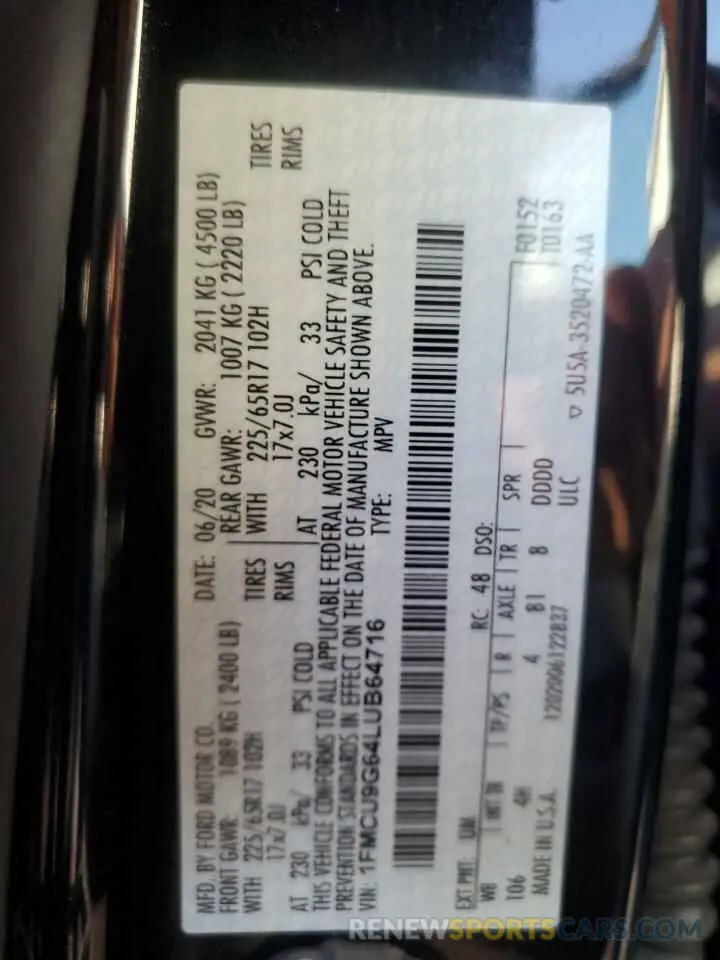 MFD. BY FORD MOTOR CO.
DATE: 06/20 GVWR: 2041 KG ( 4500 LB)
FRONT GAWR: 1089 KG ( 2400 LB)
REAR GAWR: 1007 KG ( 2220 LB)
WITH 225/65R17 102H TIRES
WITH 225/65R17 102H TIRES
17x7.0J RIMS
17x7.0J RIMS
AT 230 kPa/ 33 PSI COLD
AT 230 kPa/ 33 PSI COLD
THIS VEHICLE CONFORMS TO ALL APPLICABLE FEDERAL MOTOR VEHICLE SAFETY AND THEFT
PREVENTION STANDARDS IN EFFECT ON THE DATE OF MANUFACTURE SHOWN ABOVE.
VIN: 1FMCU9G64LUB64716 TYPE: MPV
EXT PNT: UM RC: 48 DSO: F0152
WB INT TR TP/PS R AXLE TR SPR T0163
106 4H 4 81 8 DDDD
MADE IN U.S.A. 1202006122837 ULC
5U5A-3520472-AA
RENEWSPORTSCARS.COM